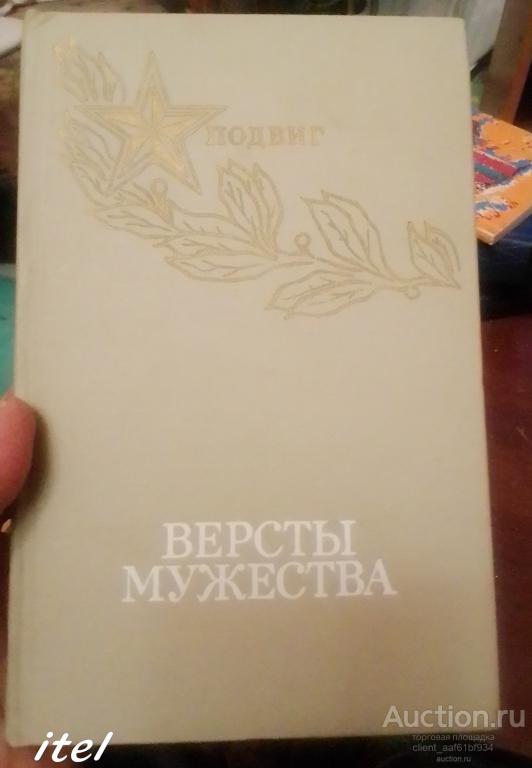 ПОДВИГ
ВЕРСТЫ
МУЖЕСТВА
itel
Auction.ru
торговая площадка
client_aaf61bf934
auction.ru